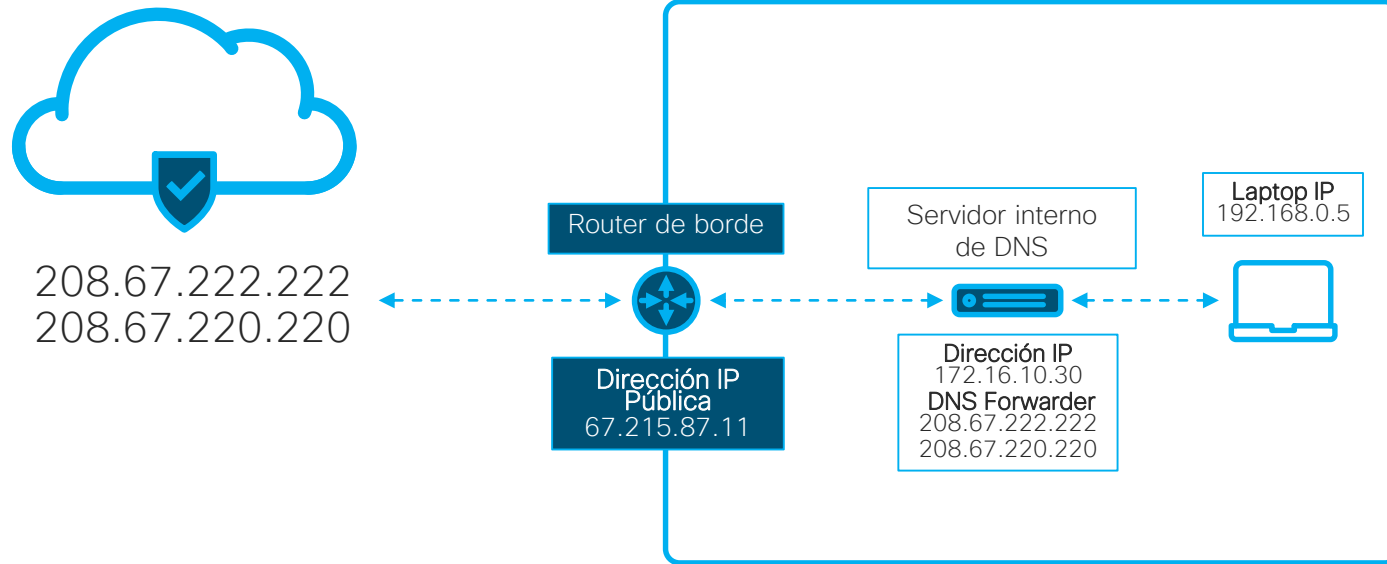 208.67.222.222
208.67.220.220
Router de borde
Dirección IP
Pública
67.215.87.11
Servidor interno
de DNS
Dirección IP
172.16.10.30
DNS Forwarder
208.67.222.222
208.67.220.220
Laptop IP
192.168.0.5